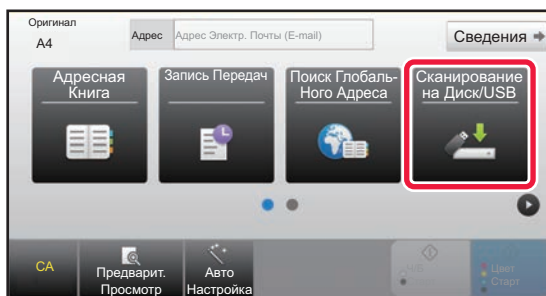 Оригинал
A4
Адрес
Адрес Электр. Почты (E-mail)
Сведения
Адресная
Книга
Запись Передач
Поиск Глобаль-
Ного Адреса
Сканирование
на Диск/USB
CA
Предварит.
Просмотр
Авто
Настройка
Ч/Б
Цвет
Старт